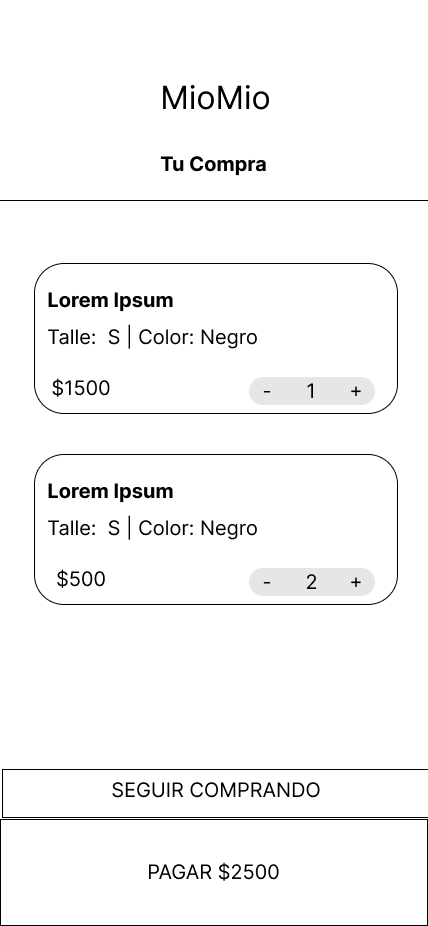 MioMio
Tu Compra
Lorem Ipsum
Talle:  S | Color: Negro
$1500 - 1 +
Lorem Ipsum
Talle:  S | Color: Negro
$500 - 2 +
SEGUIR COMPRANDO
PAGAR $2500